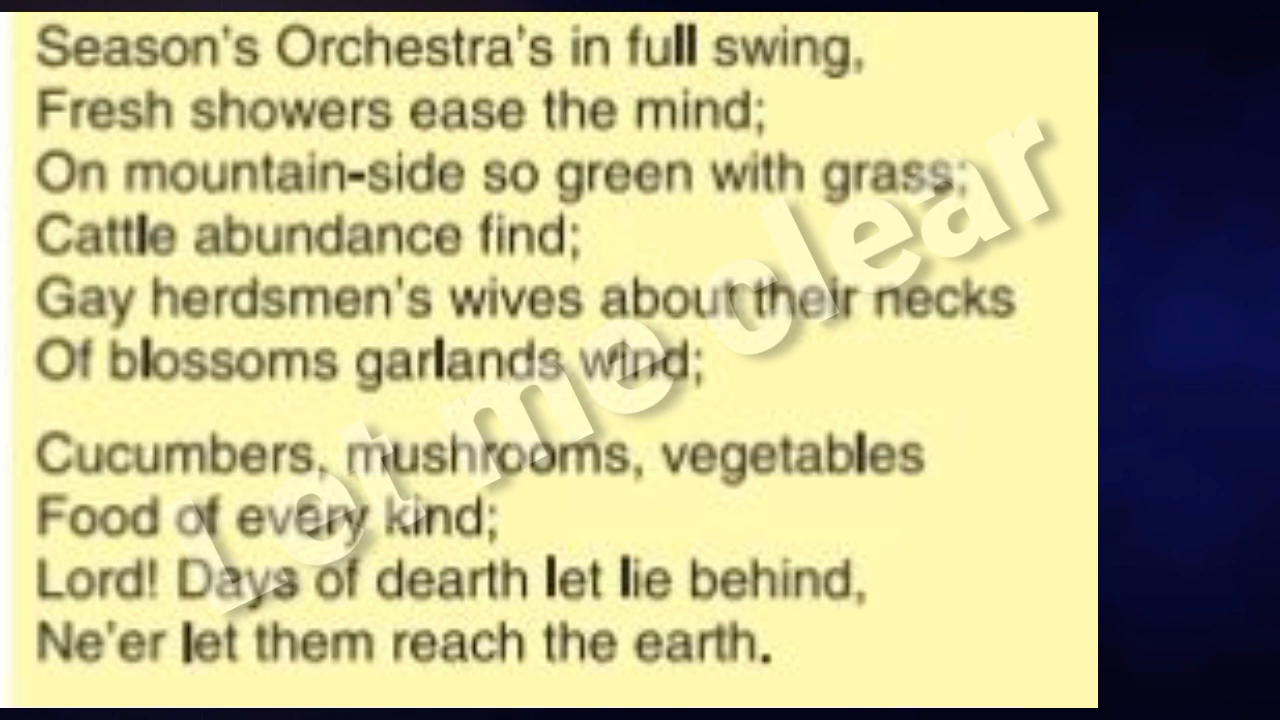 Season's Orchestra's in full swing,
Fresh showers ease the mind;
On mountain-side so green with grass;
Cattle abundance find;
Gay herdsmen's wives about their necks
Of blossoms garlands wind;
Cucumbers, mushrooms, vegetables
Food of every kind;
Lord! Days of dearth let lie behind,
Ne'er let them reach the earth.
Let me clear